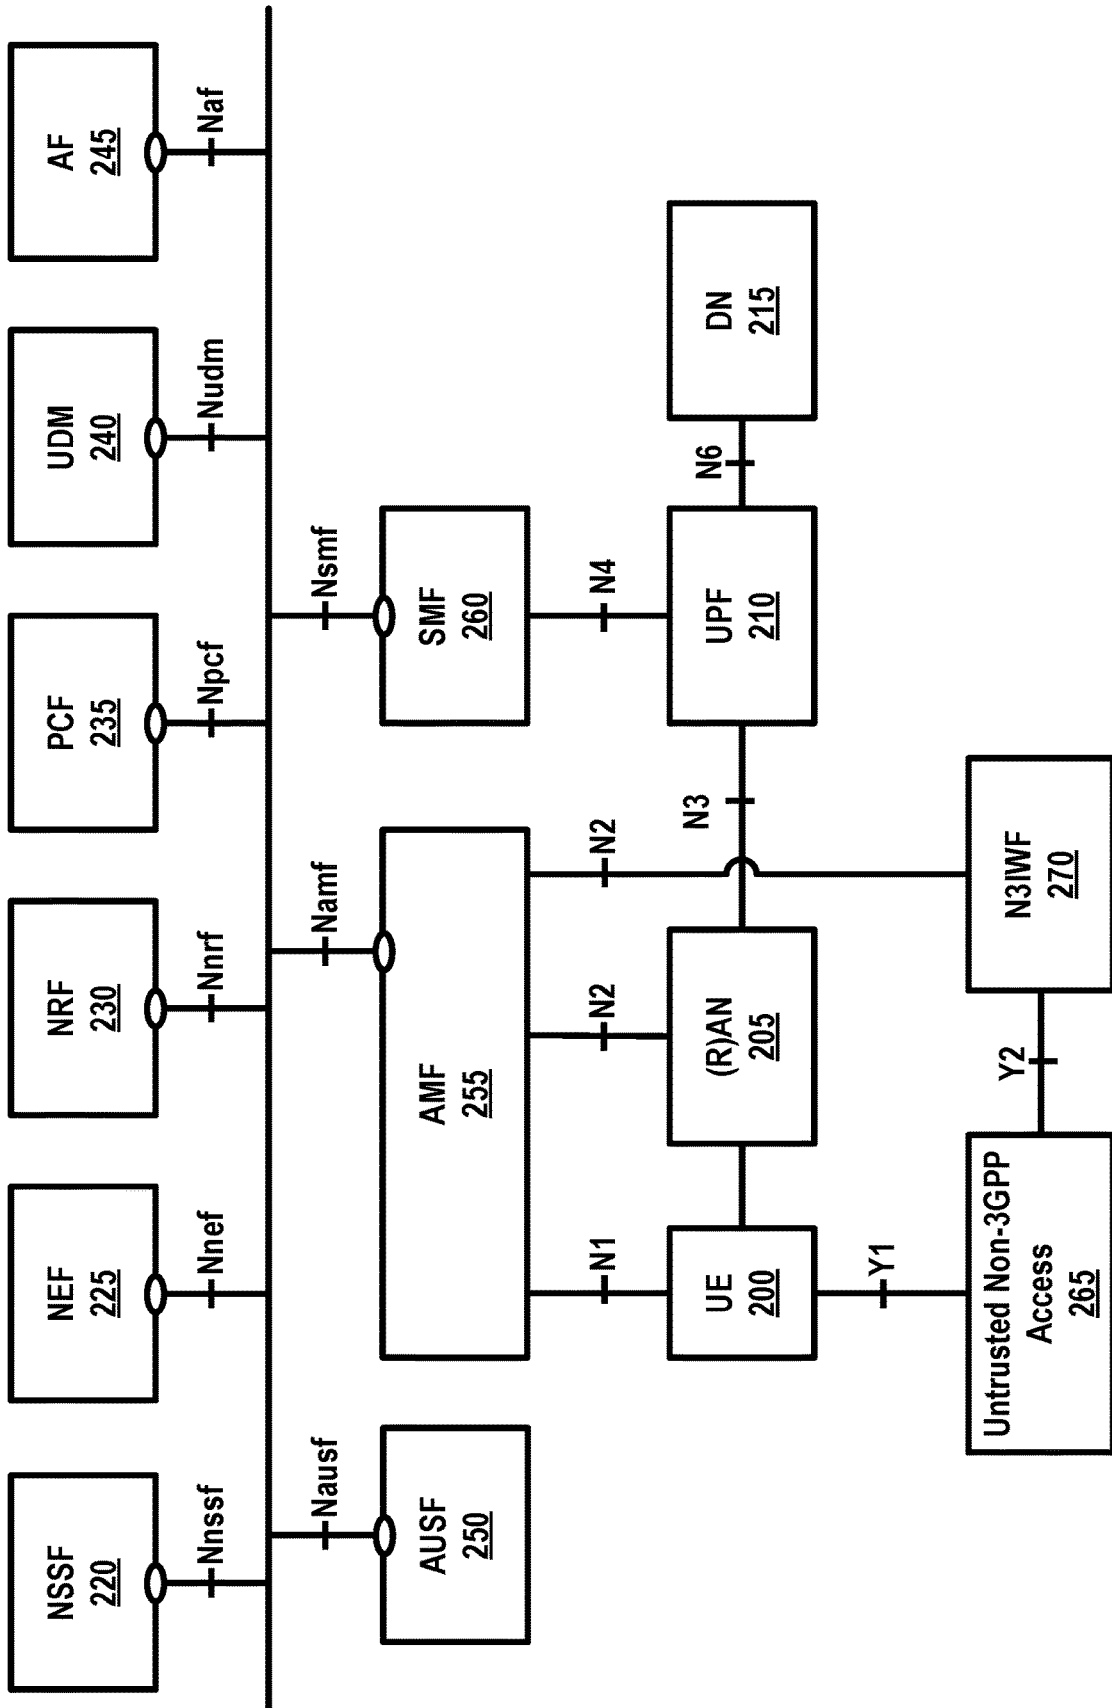 NSSF
220
NEF
225
NRF
230
PCF
235
UDM
240
AF
245
Nnssf
Nnef
Nnrf
Npcf
Nudm
Naf
Nausf
Namf
Nsmf
AUSF
250
AMF
255
SMF
260
N1
N2
N2
N4
UE
200
(R)AN
205
N3
UPF
210
N6
DN
215
Y1
Untrusted Non-3GPP
Access
265
Y2
N3IWF
270